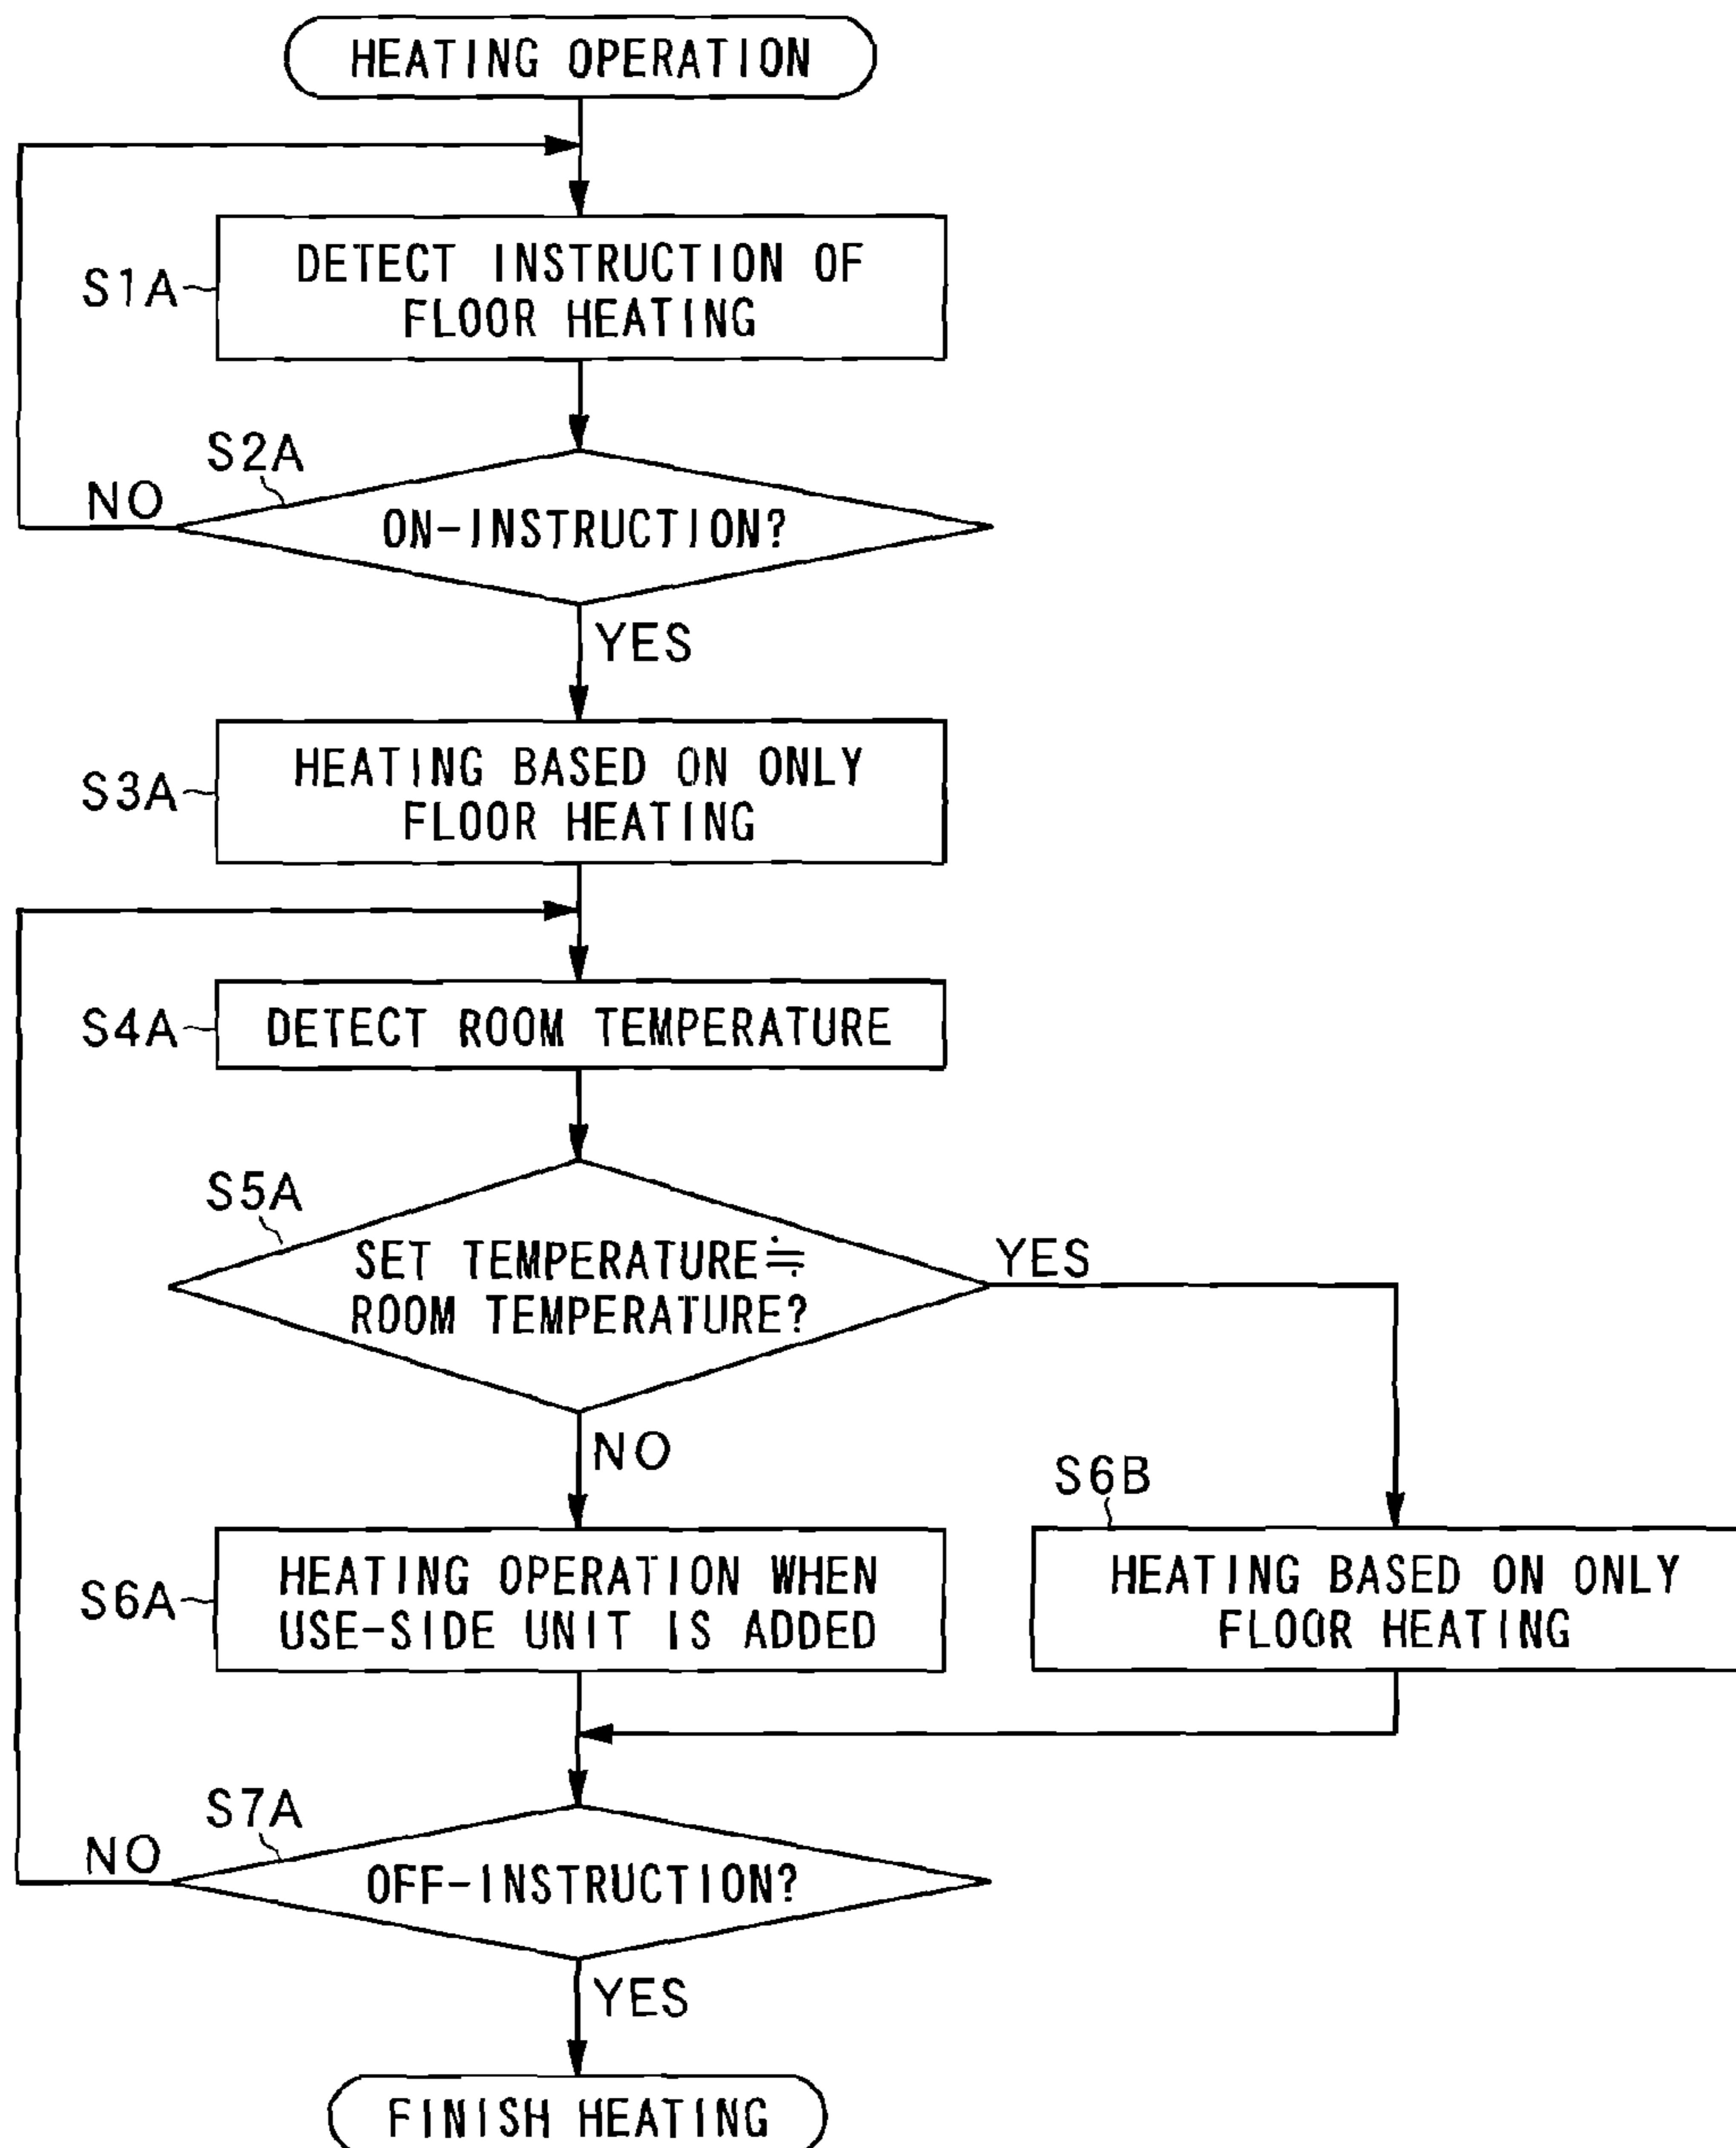 HEATING OPERATION
S1A
DETECT INSTRUCTION OF
FLOOR HEATING
S2A
NO
ON-INSTRUCTION?
YES
S3A
HEATING BASED ON ONLY
FLOOR HEATING
S4A
DETECT ROOM TEMPERATURE
S5A
SET TEMPERATURE≒
ROOM TEMPERATURE?
YES
NO
S6A
HEATING OPERATION WHEN
USE-SIDE UNIT IS ADDED
S6B
HEATING BASED ON ONLY
FLOOR HEATING
S7A
NO
OFF-INSTRUCTION?
YES
FINISH HEATING